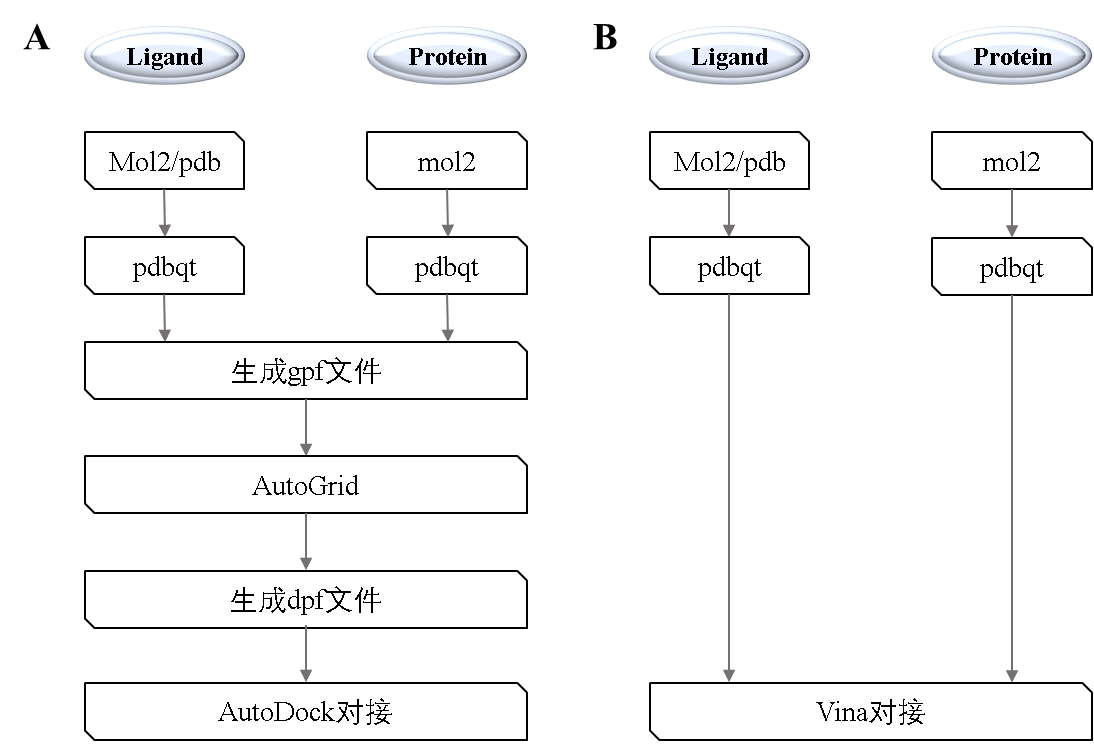 A
Ligand
Protein
Mol2/pdb
mol2
pdbqt
pdbqt
生成gpf文件
AutoGrid
生成dpf文件
AutoDock对接
B
Ligand
Protein
Mol2/pdb
mol2
pdbqt
pdbqt
Vina对接